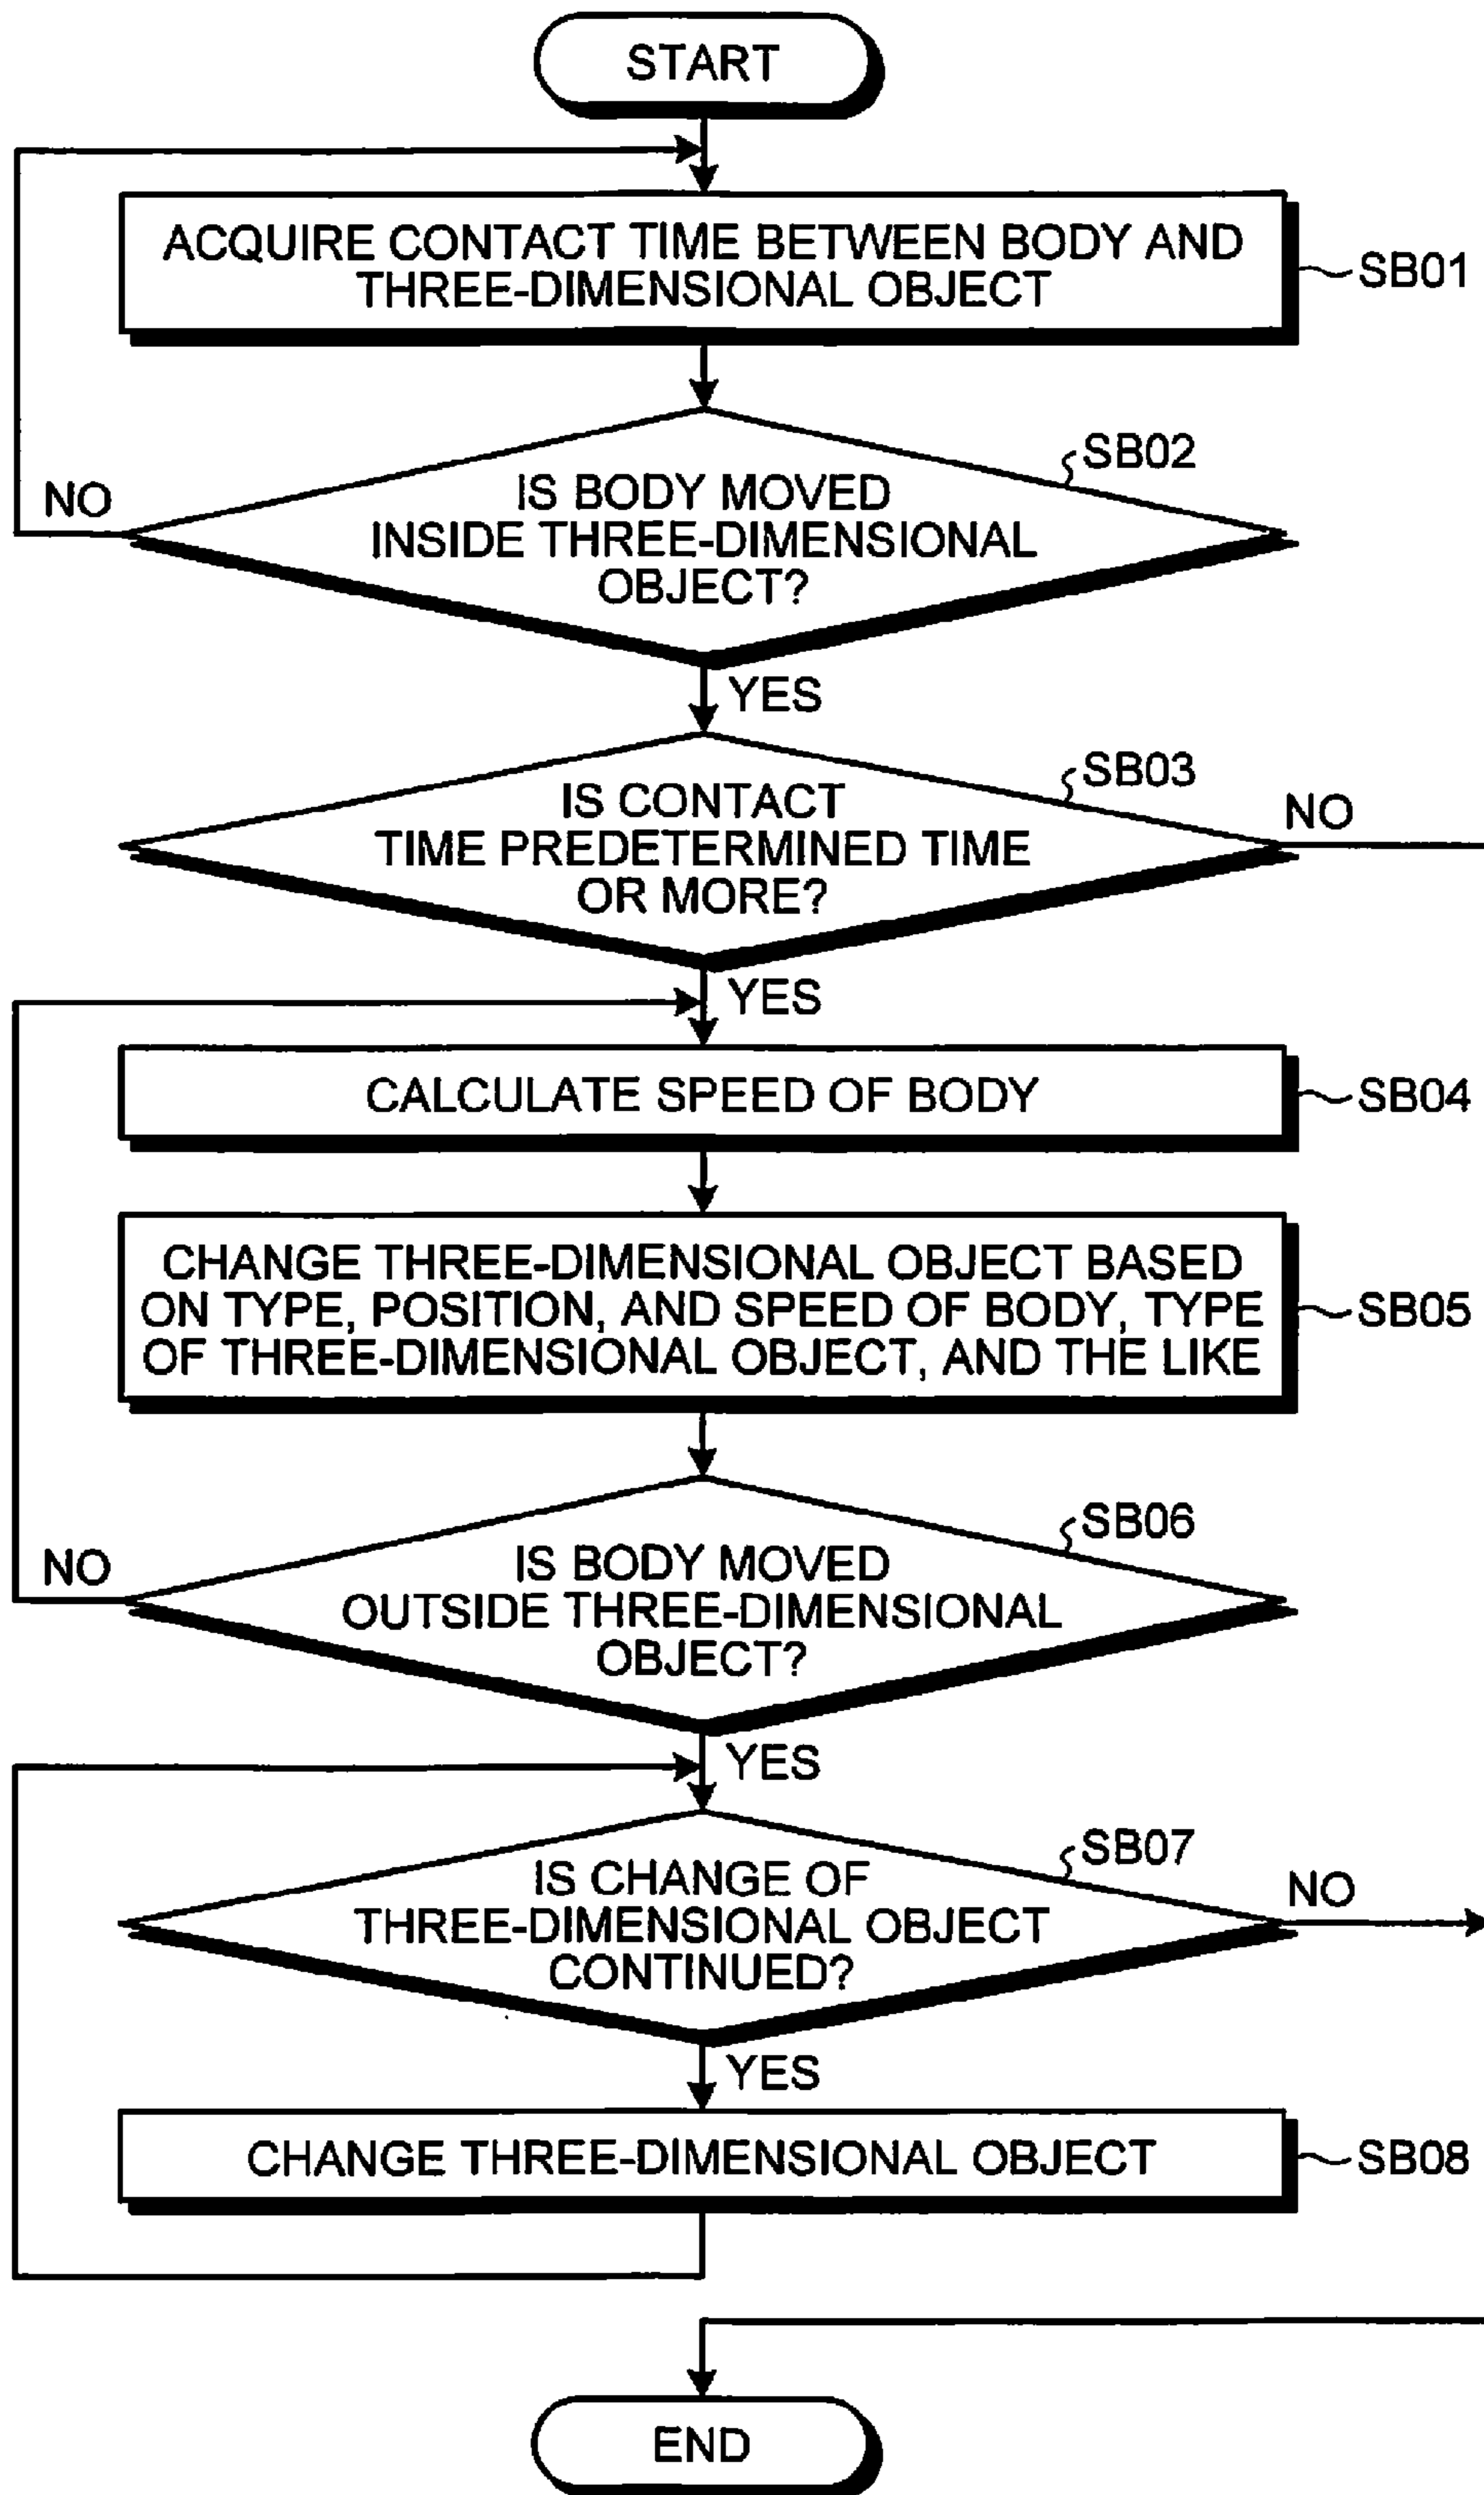 START
ACQUIRE CONTACT TIME BETWEEN BODY AND
THREE-DIMENSIONAL OBJECT
SB01
SB02
NO
IS BODY MOVED
INSIDE THREE-DIMENSIONAL
OBJECT?
YES
SB03
NO
IS CONTACT
TIME PREDETERMINED TIME
OR MORE?
YES
CALCULATE SPEED OF BODY
SB04
CHANGE THREE-DIMENSIONAL OBJECT BASED
ON TYPE, POSITION, AND SPEED OF BODY, TYPE
OF THREE-DIMENSIONAL OBJECT, AND THE LIKE
SB05
SB06
NO
IS BODY MOVED
OUTSIDE THREE-DIMENSIONAL
OBJECT?
YES
SB07
NO
IS CHANGE OF
THREE-DIMENSIONAL OBJECT
CONTINUED?
YES
CHANGE THREE-DIMENSIONAL OBJECT
SB08
END